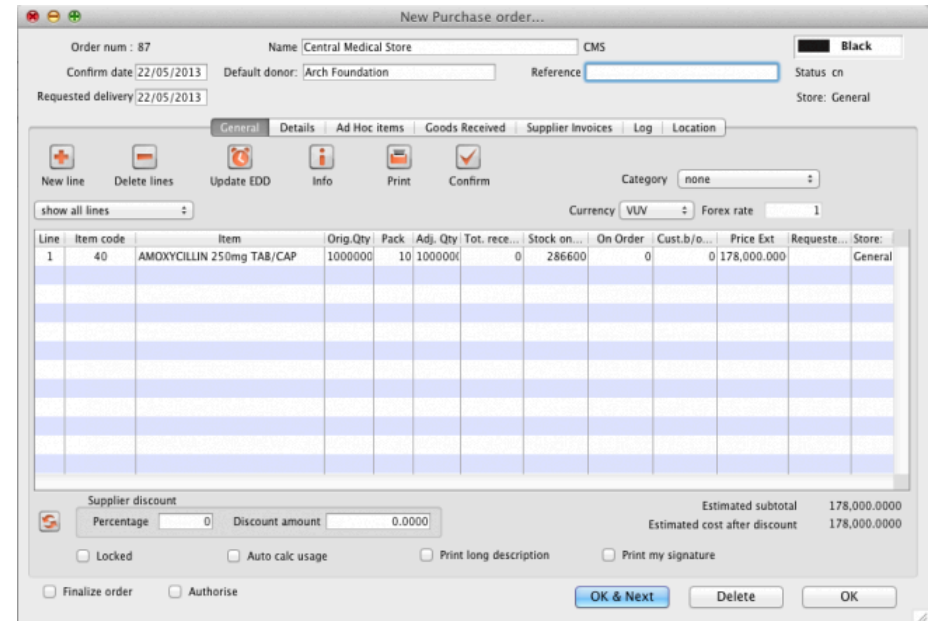 New Purchase order...
Order num : 87 Name Central Medical Store CMS Black
Confirm date 22/05/2013 Default donor: Arch Foundation Reference Status cn
Requested delivery 22/05/2013 Store: General
General Details Ad Hoc items Goods Received Supplier Invoices Log Location
New line Delete lines Update EDD Info Print Confirm Category none
show all lines Currency VUV Forex rate 1
Line Item code Item Orig.Qty Pack Adj. Qty Tot. rece... Stock on... On Order Cust.b/o... Price Ext Requeste... Store:
1 40 AMOXYCILLIN 250mg TAB/CAP 1000000 10 1000000 0 286600 0 0 178,000.000 General
Supplier discount Estimated subtotal 178,000.0000
Percentage 0 Discount amount 0.0000 Estimated cost after discount 178,000.0000
Locked Auto calc usage Print long description Print my signature
Finalize order Authorise OK & Next Delete OK